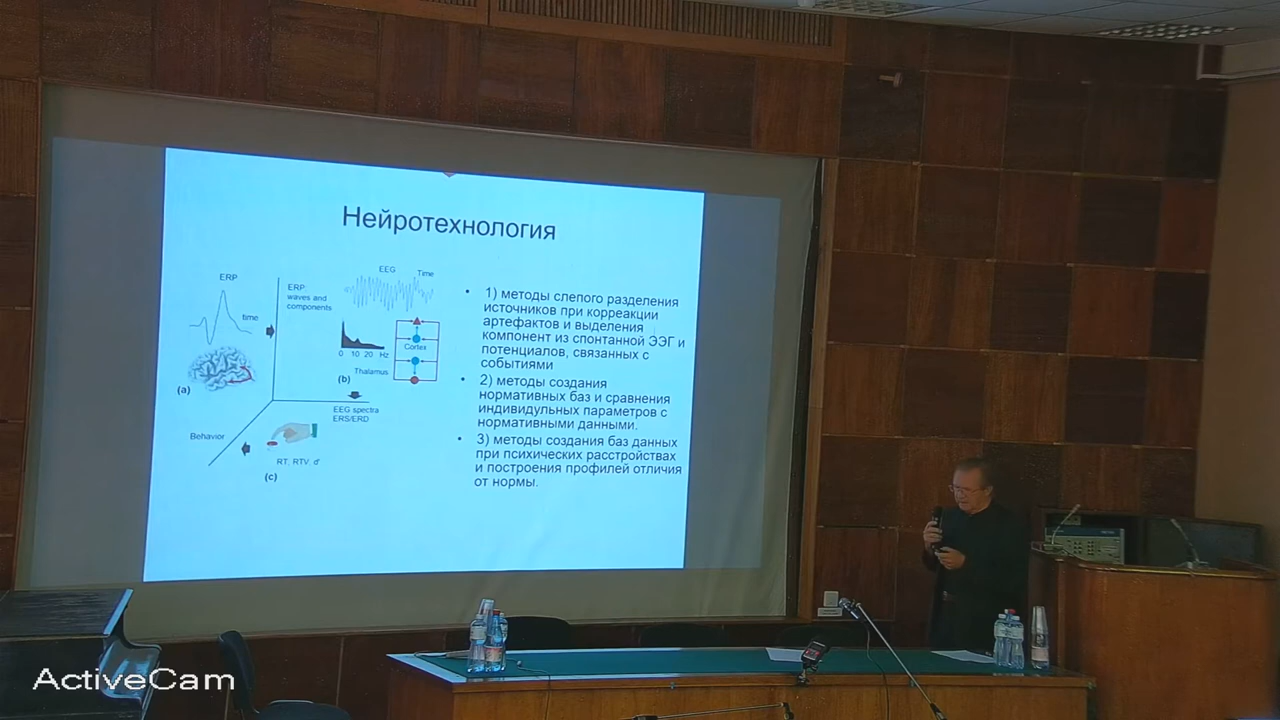 Нейротехнология
ERP
time
(a)
ERP
waves and
components
EEG
Time
0 10 20 Hz
Cortex
Thalamus
(b)
EEG spectra
ERS/ERD
Behavior
RT, RTV, d'
(c)
• 1) методы слепого разделения
источников при корреакции
артефактов и выделения
компонент из спонтанной ЭЭГ и
потенциалов, связанных с
событиями
• 2) методы создания
нормативных баз и сравнения
индивидульных параметров с
нормативными данными.
• 3) методы создания баз данных
при психических расстройствах
и построения профилей отличия
от нормы.
ActiveCam